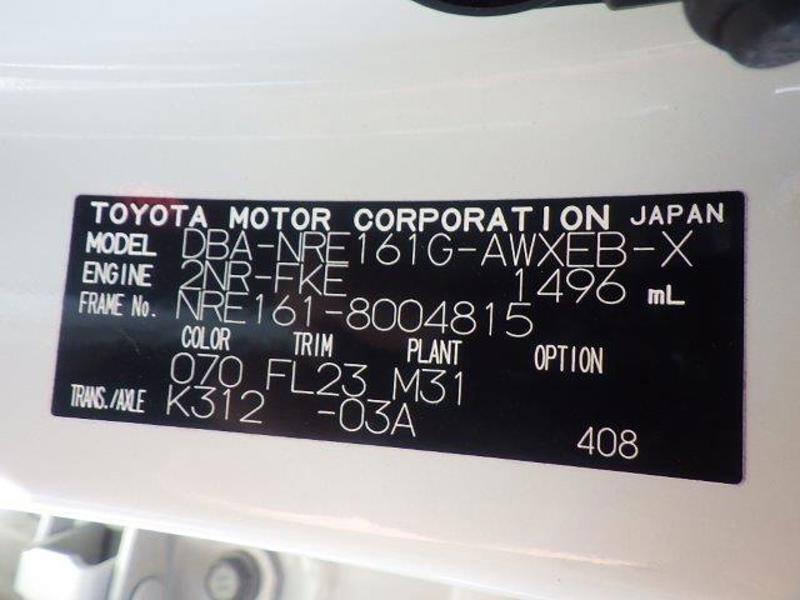 TOYOTA MOTOR CORPORATION JAPAN
MODEL DBA-NRE161G-AWXEB-X
ENGINE 2NR-FKE 1496 mL
FRAME No. NRE161-8004815
COLOR TRIM PLANT OPTION
070 FL23 M31
TRANS./AXLE K312 -03A
408